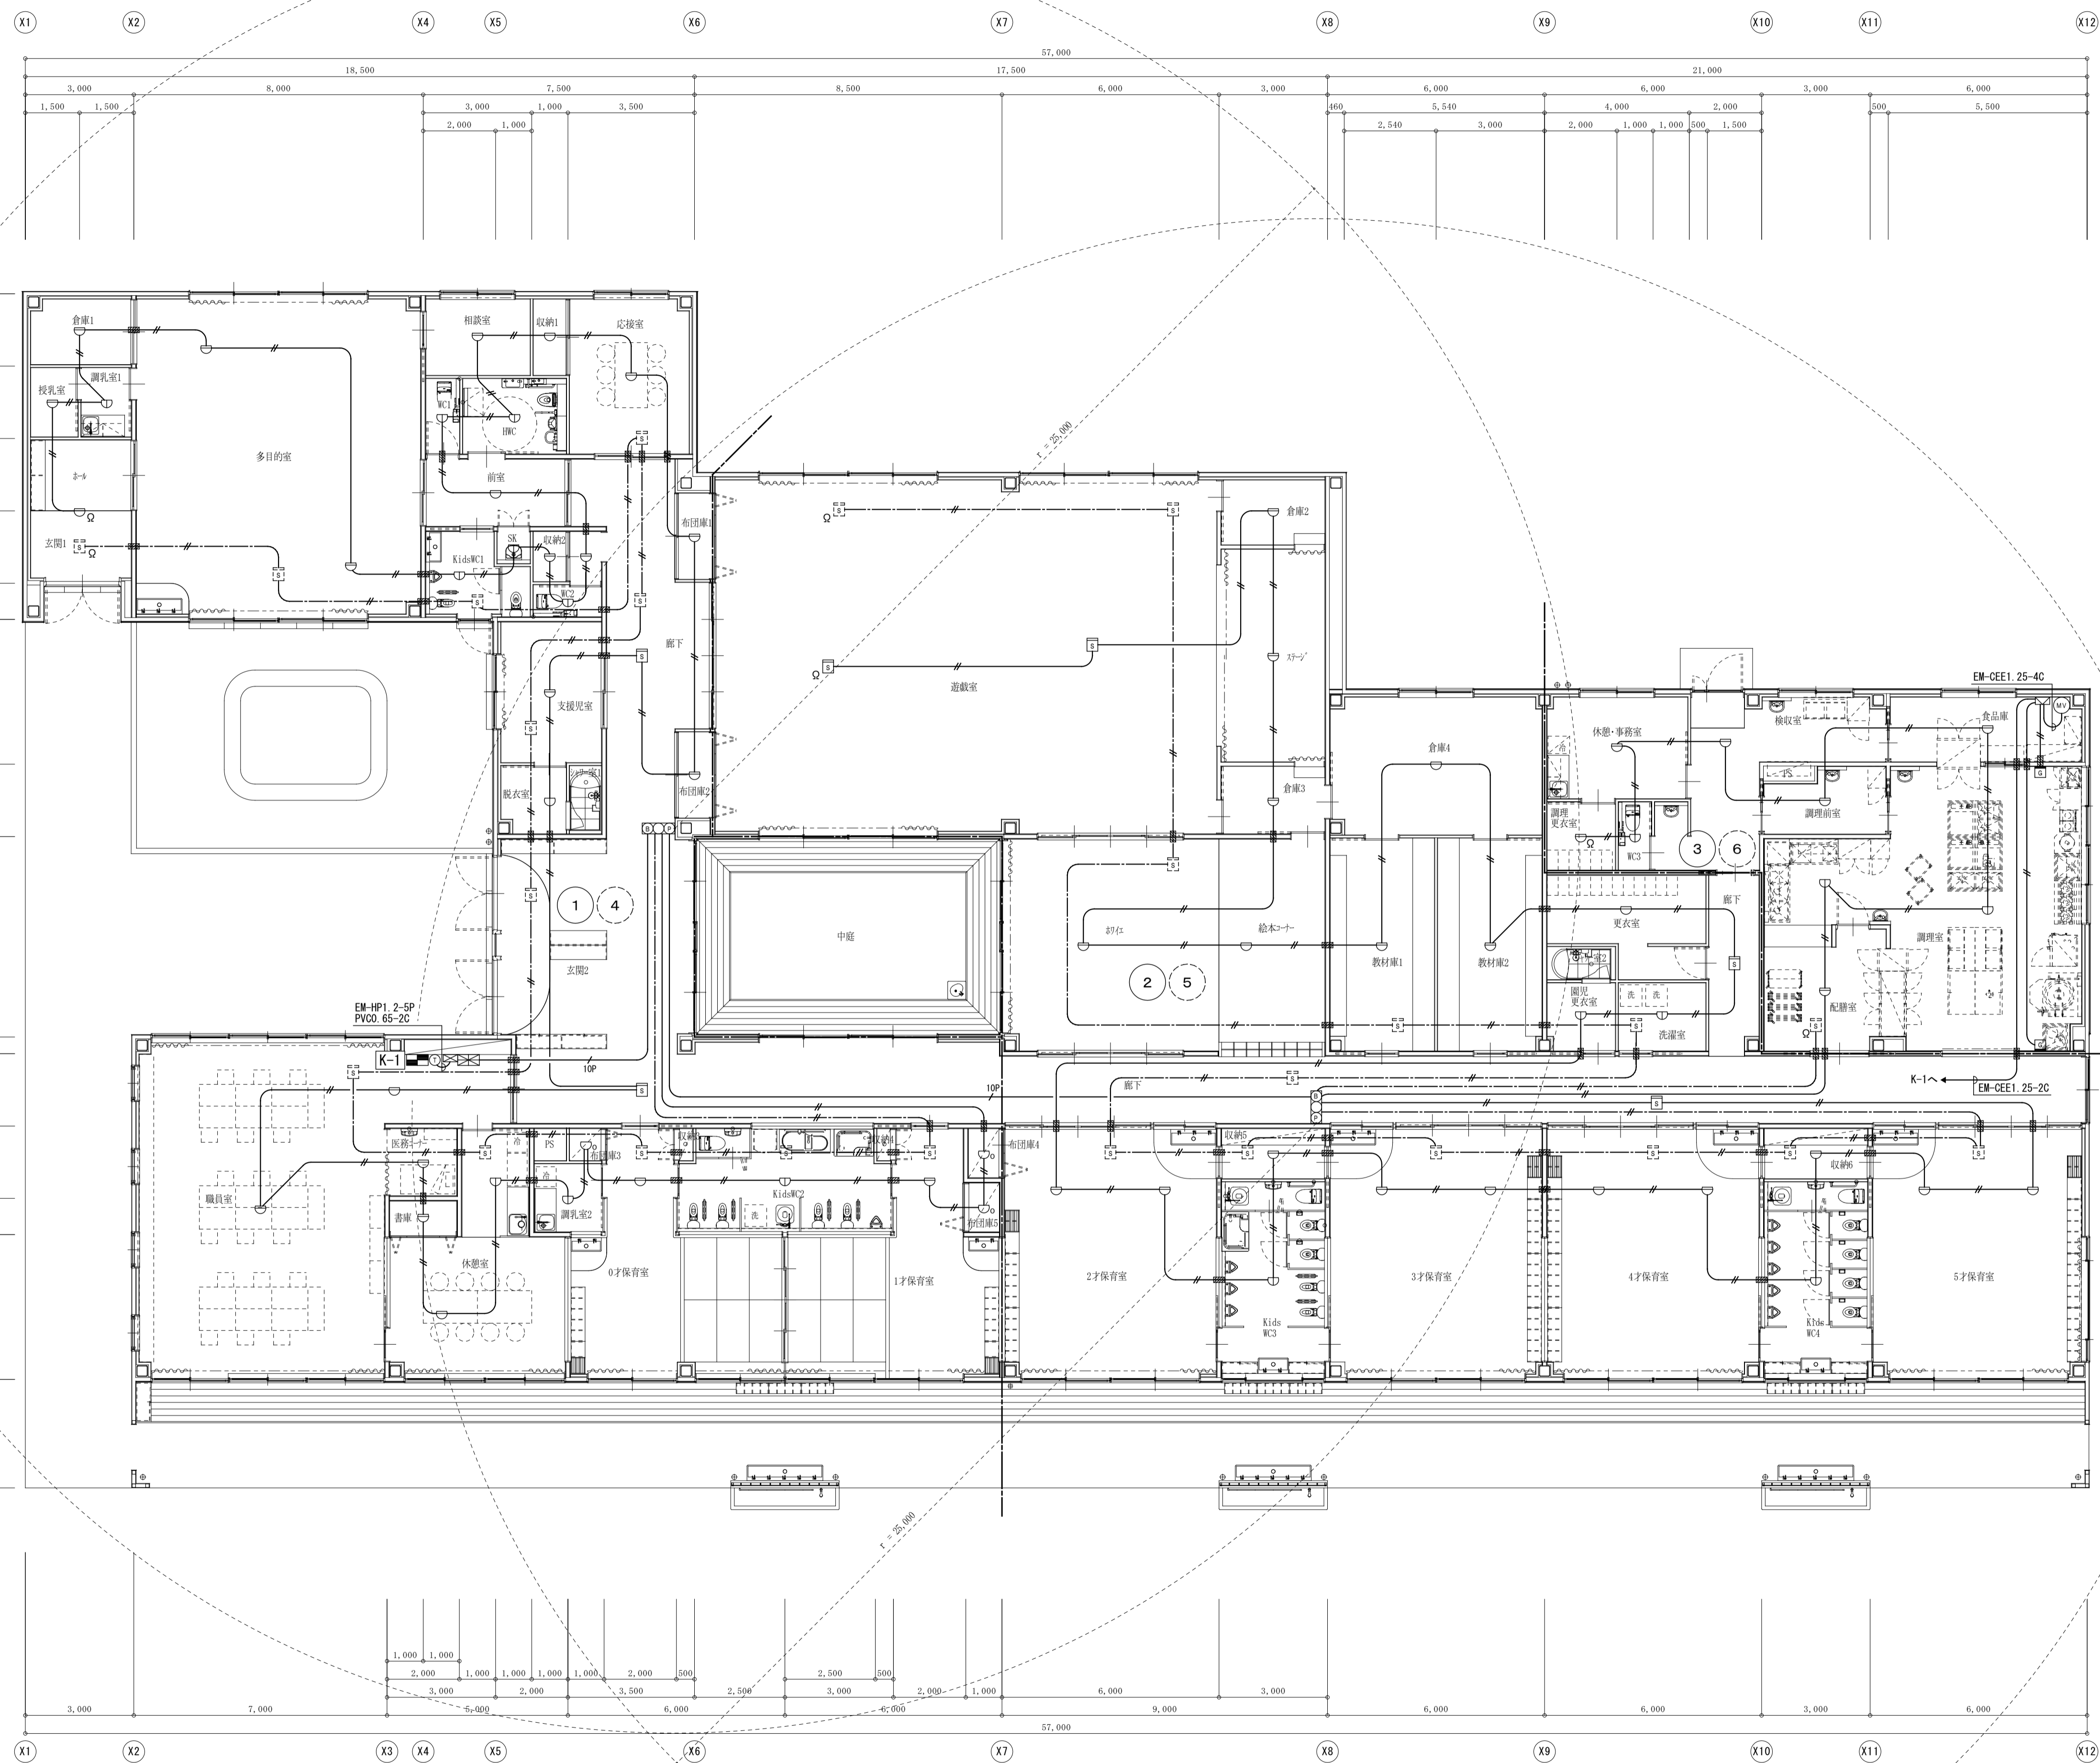 X1 X2 X4 X5 X6 X7 X8 X9 X10 X11 X12
57,000
18,500 17,500 21,000
3,000 8,000 7,500 8,500 6,000 3,000 6,000 6,000 3,000 6,000
1,500 1,500 3,000 1,000 3,500 460 5,540 4,000 2,000 500 5,500
2,000 1,000 2,540 3,000 2,000 1,000 1,000 500 1,500
倉庫1
相談室
収納1
応接室
授乳室
調乳室1
WC1
HWC
多目的室
ホール
前室
玄関1
KidsWC1
SK
収納2
WC2
布団庫1
廊下
支援児室
脱衣室
布団庫2
r = 25,000
倉庫2
ステージ
遊戯室
倉庫3
倉庫4
休憩・事務室
冷
検収室
食品庫
EM-CEE1.25-4C
MV
PS
調理前室
調理
更衣室
WC3
3 6
1 4
玄関2
中庭
ホワイエ
絵本コーナー
2 5
教材庫1
教材庫2
更衣室
廊下
園児
更衣室
洗 洗
洗濯室
調理室
配膳室
EM-HP1.2-5P
PVC0.65-2C
K-1
T
10P
B P
10P
廊下
B
P
K-1へ
EM-CEE1.25-2C
医務コーナー
冷
PS
布団庫3
冷
調乳室2
職員室
書庫
休憩室
0才保育室
KidsWC2
洗
1才保育室
布団庫4
布団庫5
2才保育室
収納5
Kids
WC3
3才保育室
4才保育室
収納6
Kids
WC4
5才保育室
r = 25,000
1,000 1,000
2,000 1,000 1,000 1,000 1,000 2,000 500 2,500 500
3,000 2,000 3,500 2,500 3,000 2,000 1,000 6,000 3,000
3,000 7,000 5,000 6,000 6,000 9,000 6,000 6,000 3,000 6,000
57,000
X1 X2 X3 X4 X5 X6 X7 X8 X9 X10 X11 X12